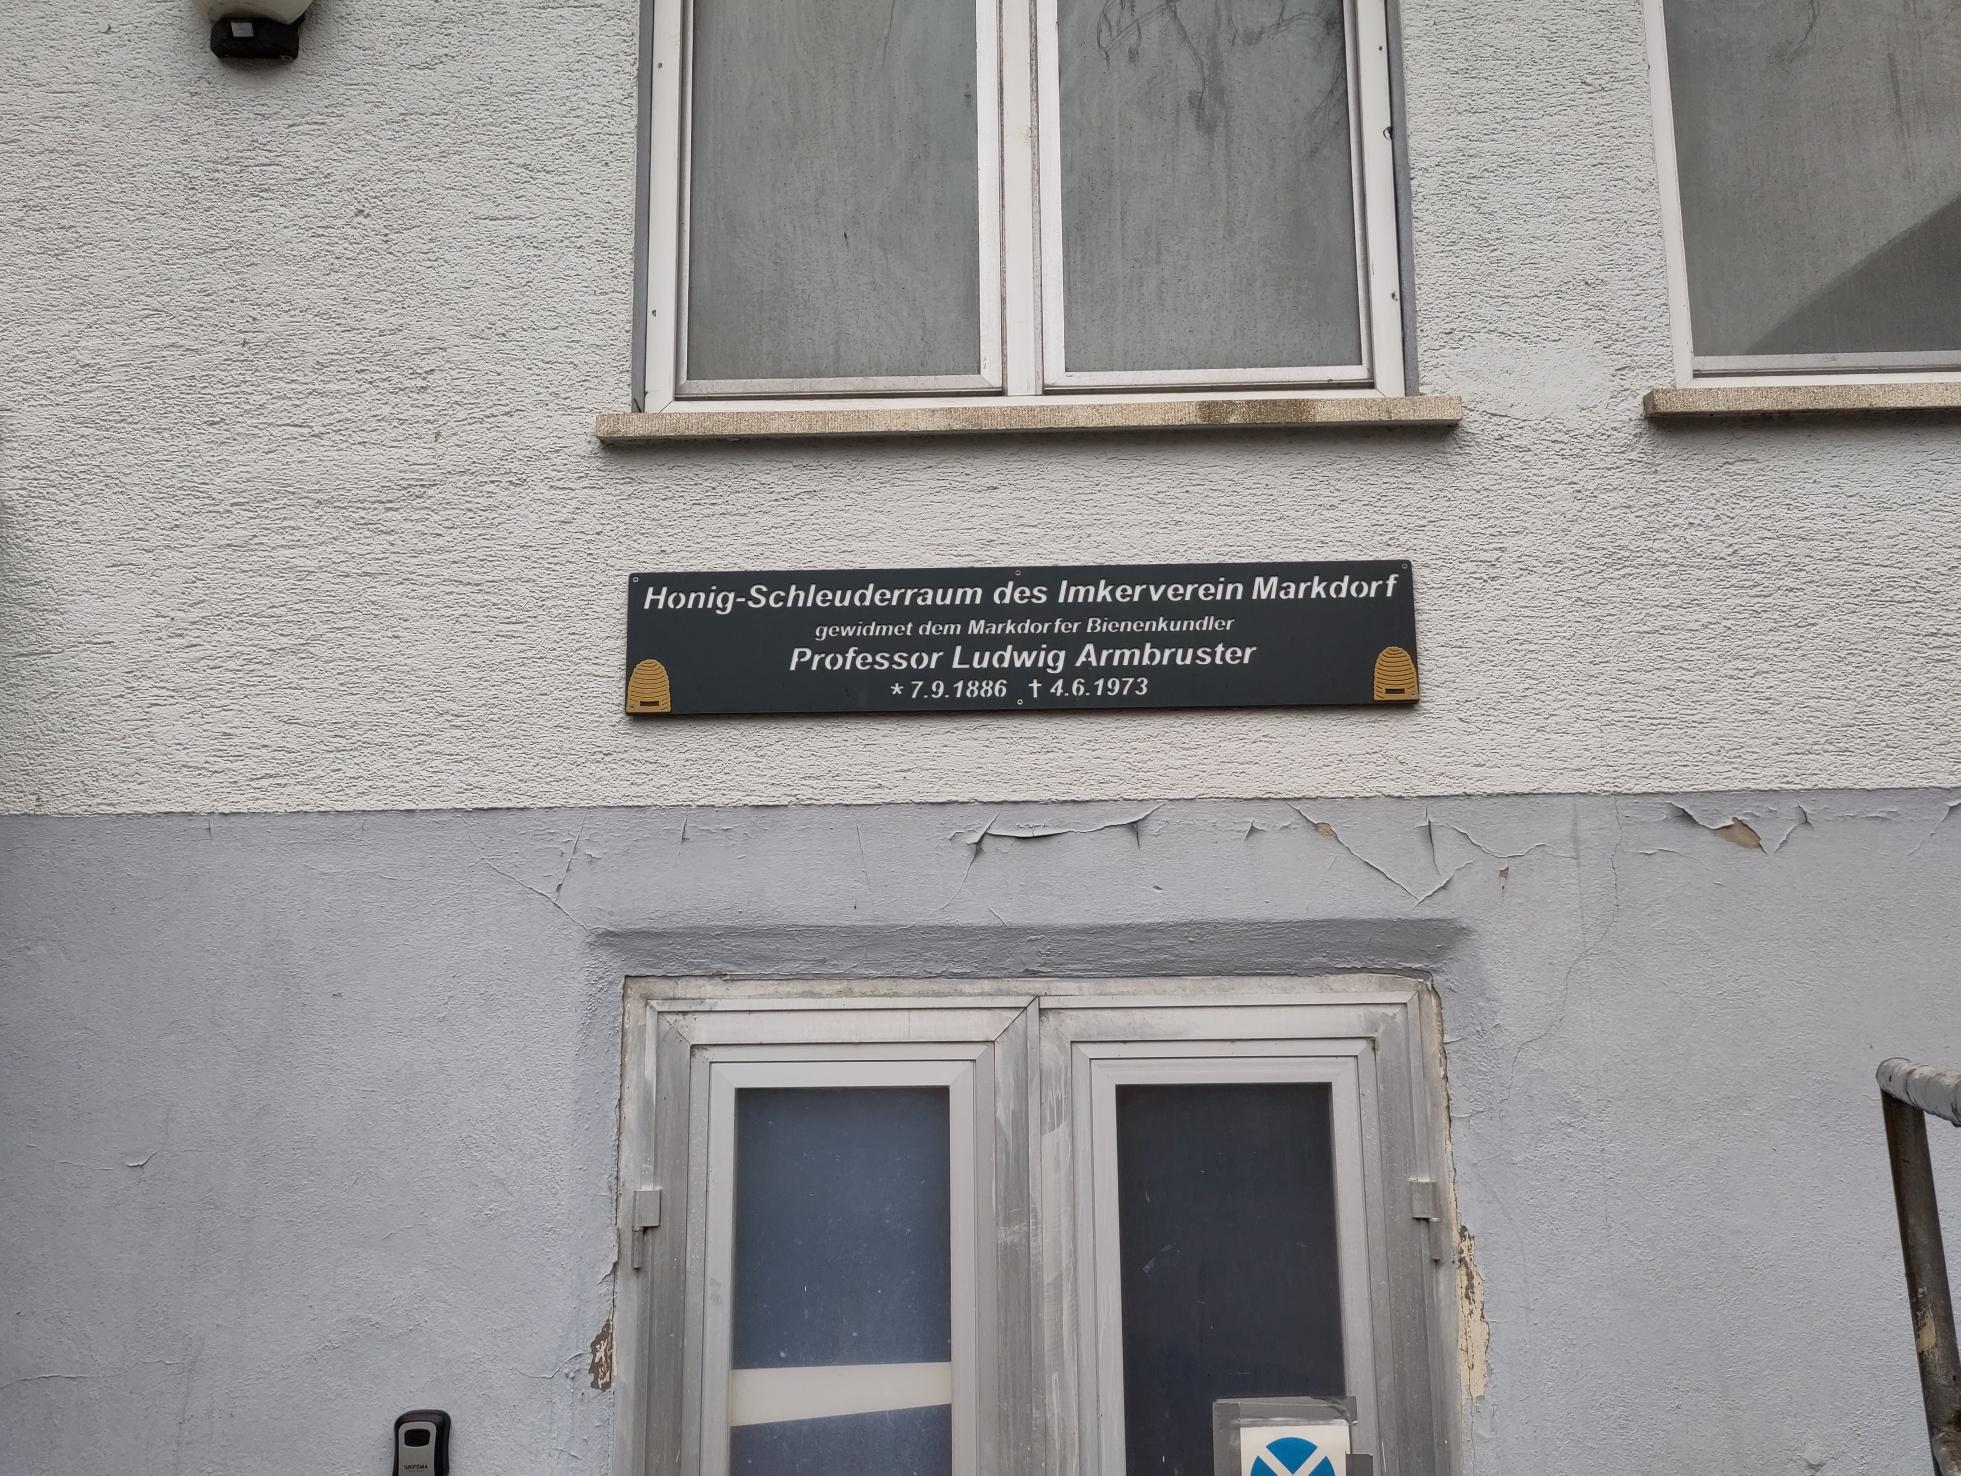 Honig-Schleuderraum des Imkerverein Markdorf
gewidmet dem Markdorfer Bienenkundler
Professor Ludwig Armbruster
* 7.9.1886 † 4.6.1973